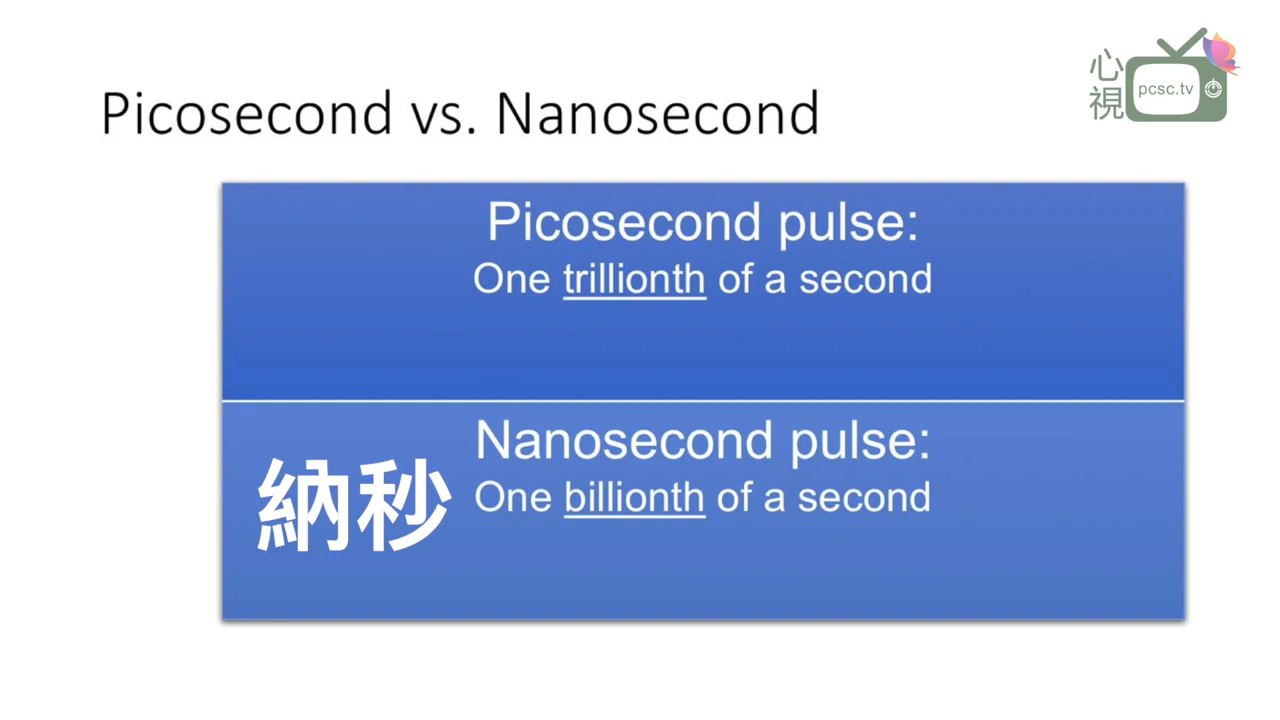 心視
pcsc.tv
Picosecond vs. Nanosecond
Picosecond pulse:
One trillionth of a second
Nanosecond pulse:
One billionth of a second
納秒